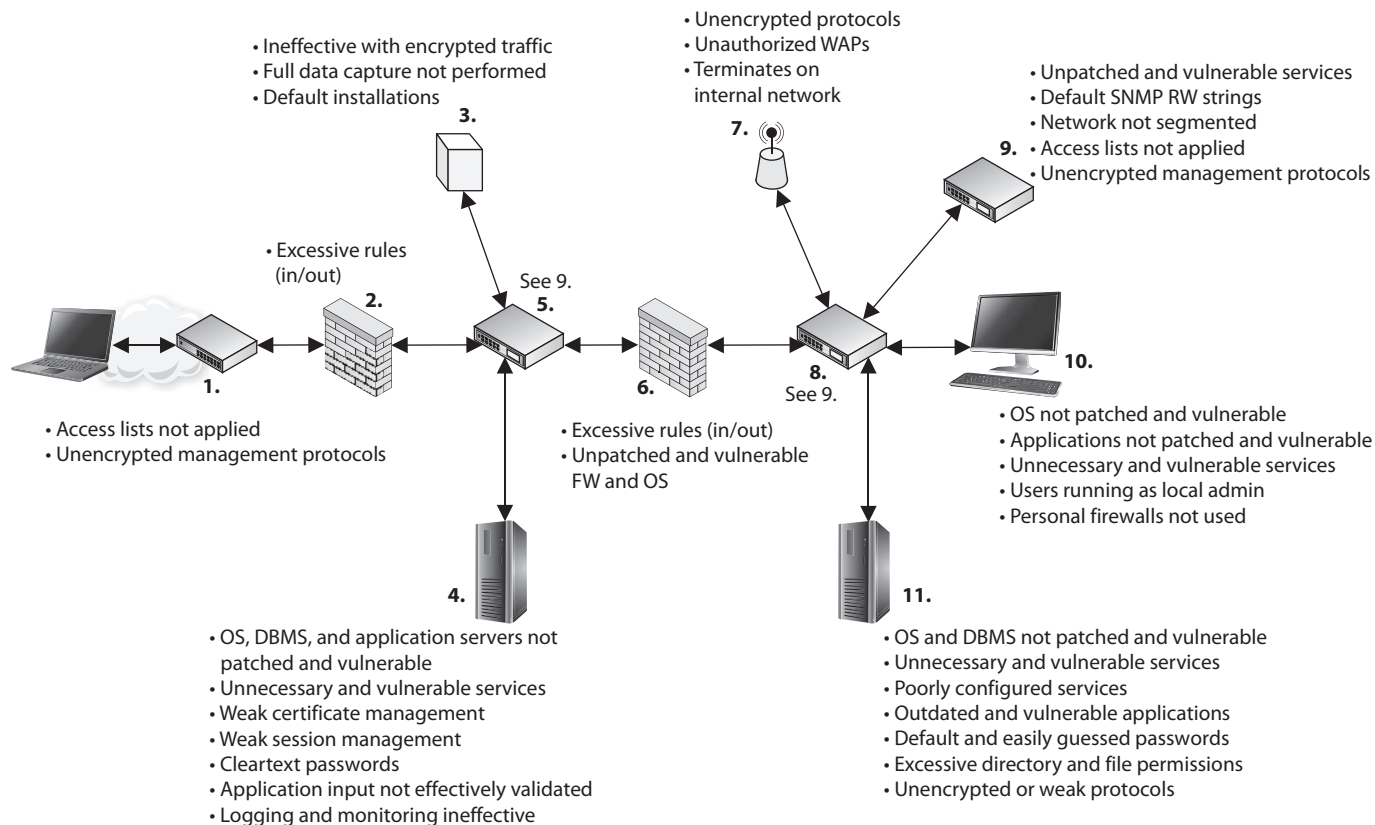 • Ineffective with encrypted traffic
• Full data capture not performed
• Default installations
3.
• Unencrypted protocols
• Unauthorized WAPs
• Terminates on
internal network
7.
• Unpatched and vulnerable services
• Default SNMP RW strings
• Network not segmented
9. • Access lists not applied
• Unencrypted management protocols
• Excessive rules
(in/out)
2.
See 9.
5.
1.
• Access lists not applied
• Unencrypted management protocols
6.
• Excessive rules (in/out)
• Unpatched and vulnerable
FW and OS
8.
See 9.
10.
• OS not patched and vulnerable
• Applications not patched and vulnerable
• Unnecessary and vulnerable services
• Users running as local admin
• Personal firewalls not used
4.
• OS, DBMS, and application servers not
patched and vulnerable
• Unnecessary and vulnerable services
• Weak certificate management
• Weak session management
• Cleartext passwords
• Application input not effectively validated
• Logging and monitoring ineffective
11.
• OS and DBMS not patched and vulnerable
• Unnecessary and vulnerable services
• Poorly configured services
• Outdated and vulnerable applications
• Default and easily guessed passwords
• Excessive directory and file permissions
• Unencrypted or weak protocols